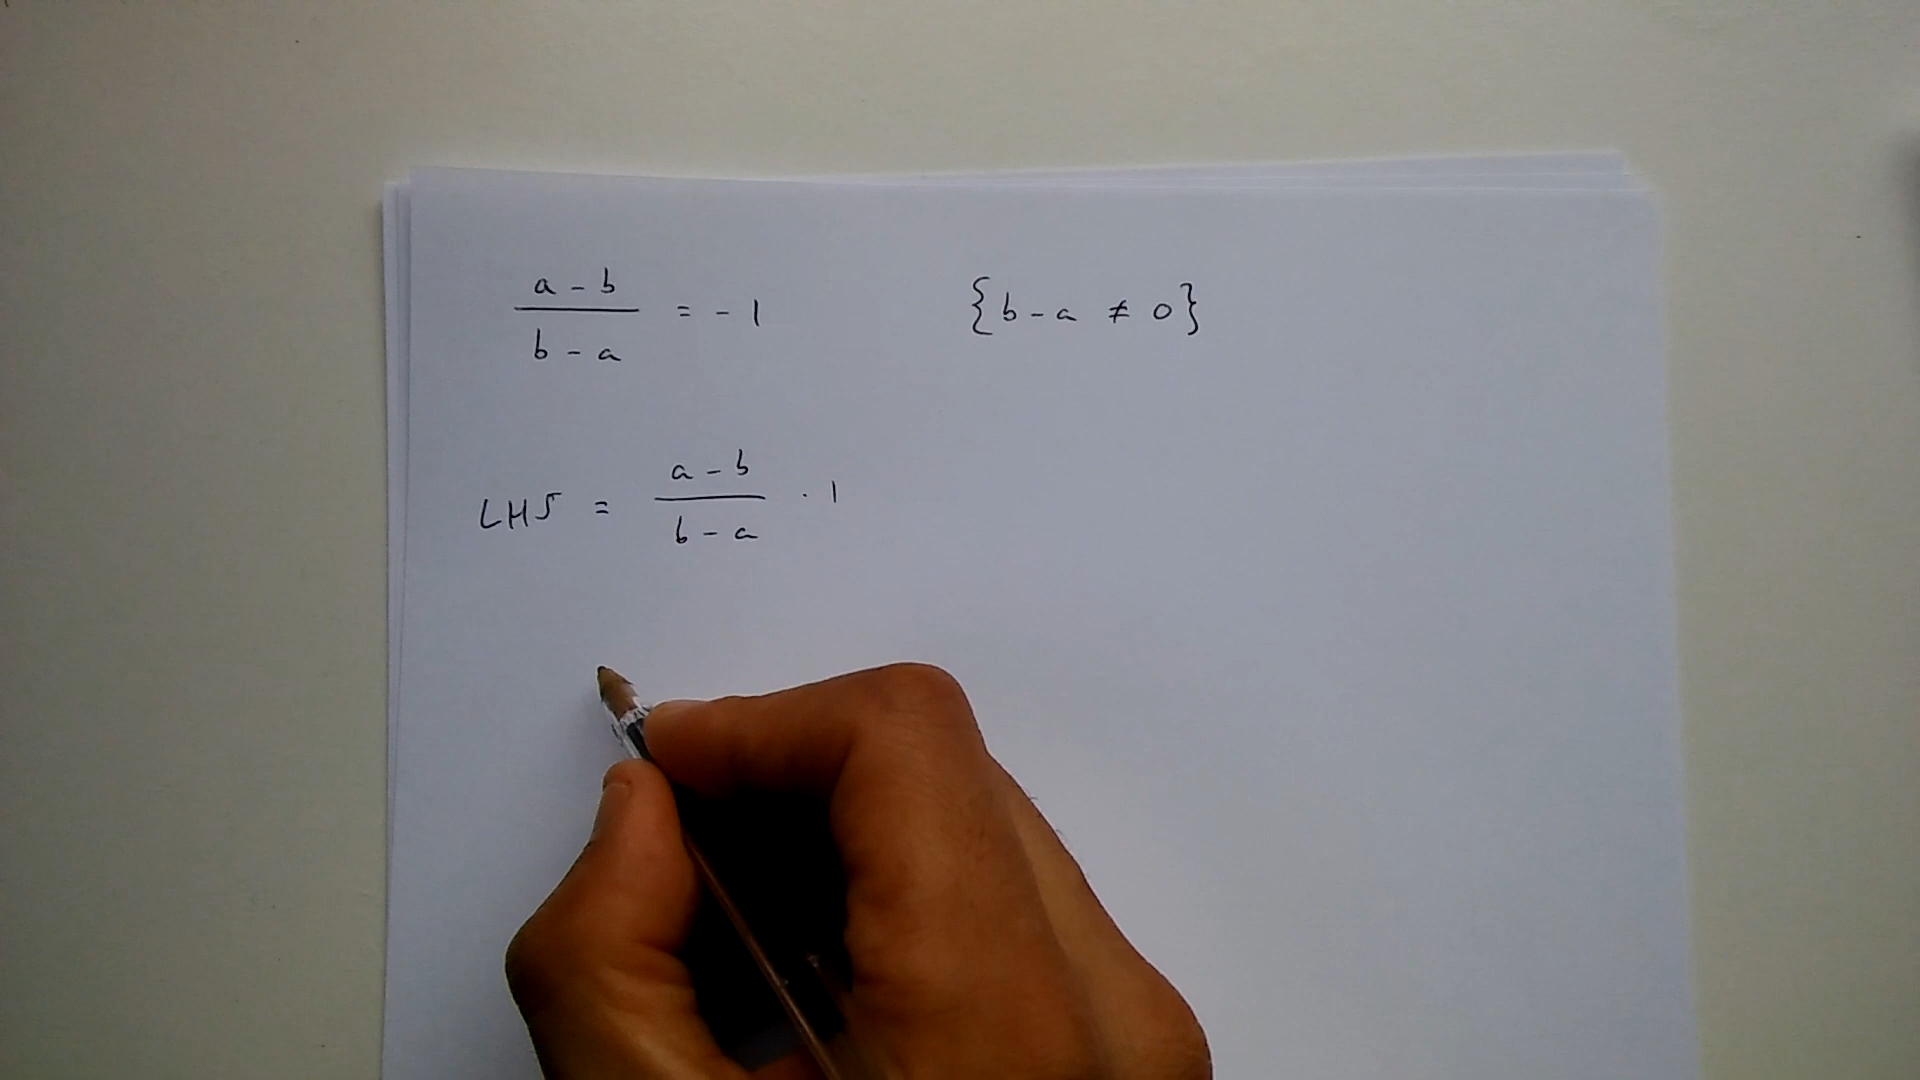 a - b / b - a = - 1 {b - a ≠ 0}
LHS = a - b / b - a · 1